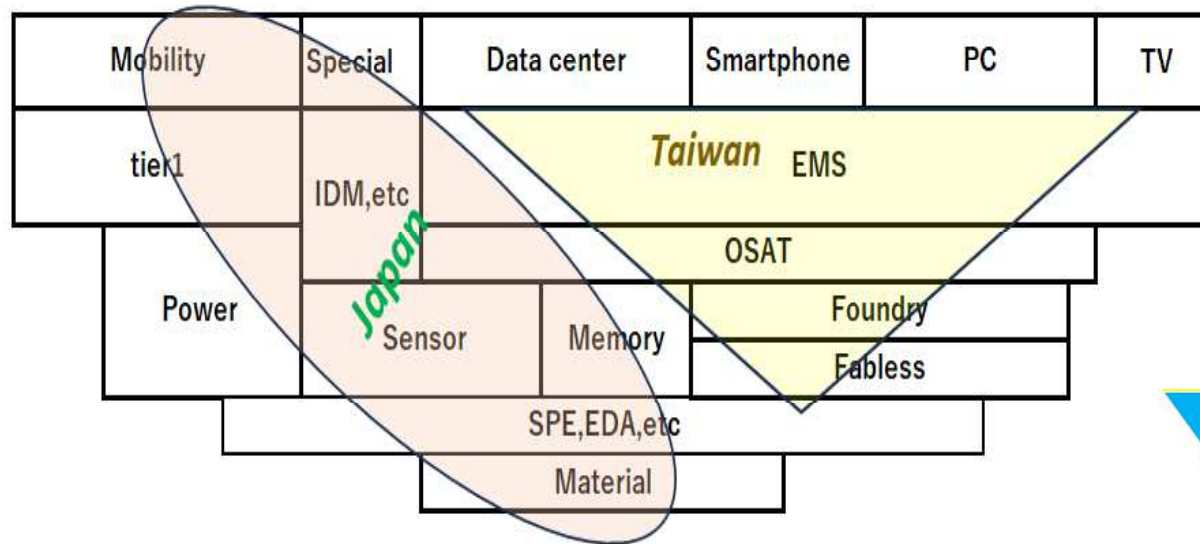 Mobility Special Data center Smartphone PC TV
tier1 IDM,etc Taiwan EMS
OSAT
Japan
Power Sensor Memory Foundry
Fabless
SPE,EDA,etc
Material